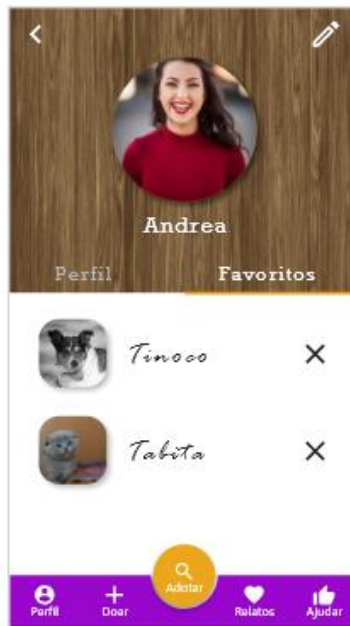 Andrea
Perfil Favoritos
Tinoco
Tabita
Adotar
Perfil Doar Relatos Ajudar